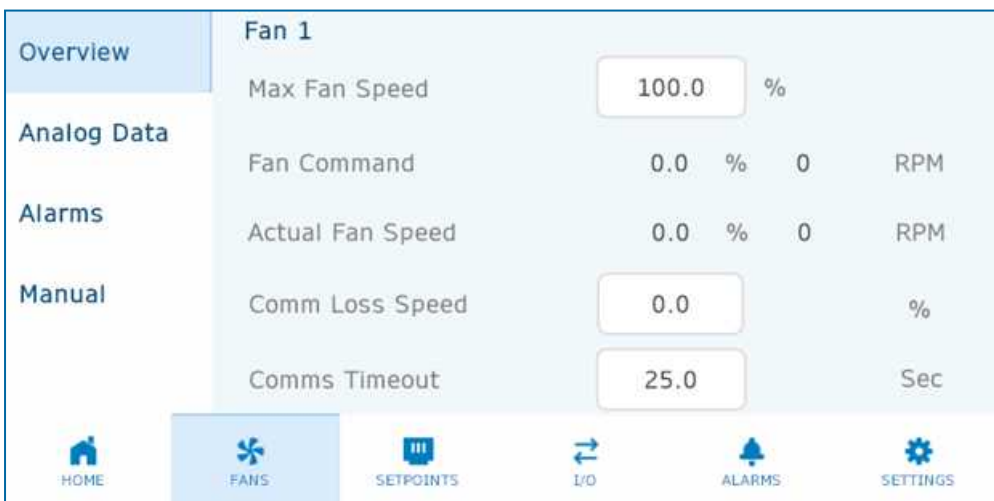 Overview
Analog Data
Alarms
Manual
Fan 1
Max Fan Speed 100.0 %
Fan Command 0.0 % 0 RPM
Actual Fan Speed 0.0 % 0 RPM
Comm Loss Speed 0.0 %
Comms Timeout 25.0 Sec
HOME FANS SETPOINTS I/O ALARMS SETTINGS